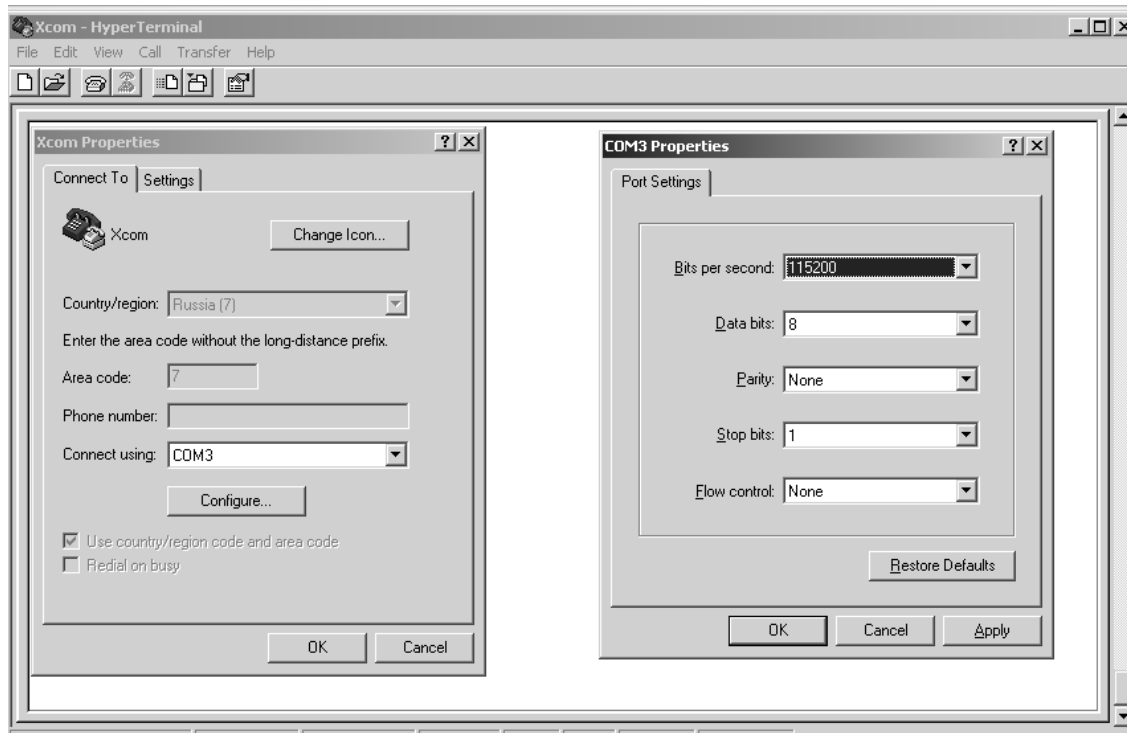 Xcom - HyperTerminal
File Edit View Call Transfer Help
Xcom Properties
Connect To Settings
Xcom
Change Icon...
Country/region: Russia (7)
Enter the area code without the long-distance prefix.
Area code: 7
Phone number:
Connect using: COM3
Configure...
Use country/region code and area code
Redial on busy
OK Cancel
COM3 Properties
Port Settings
Bits per second: 115200
Data bits: 8
Parity: None
Stop bits: 1
Flow control: None
Restore Defaults
OK Cancel Apply